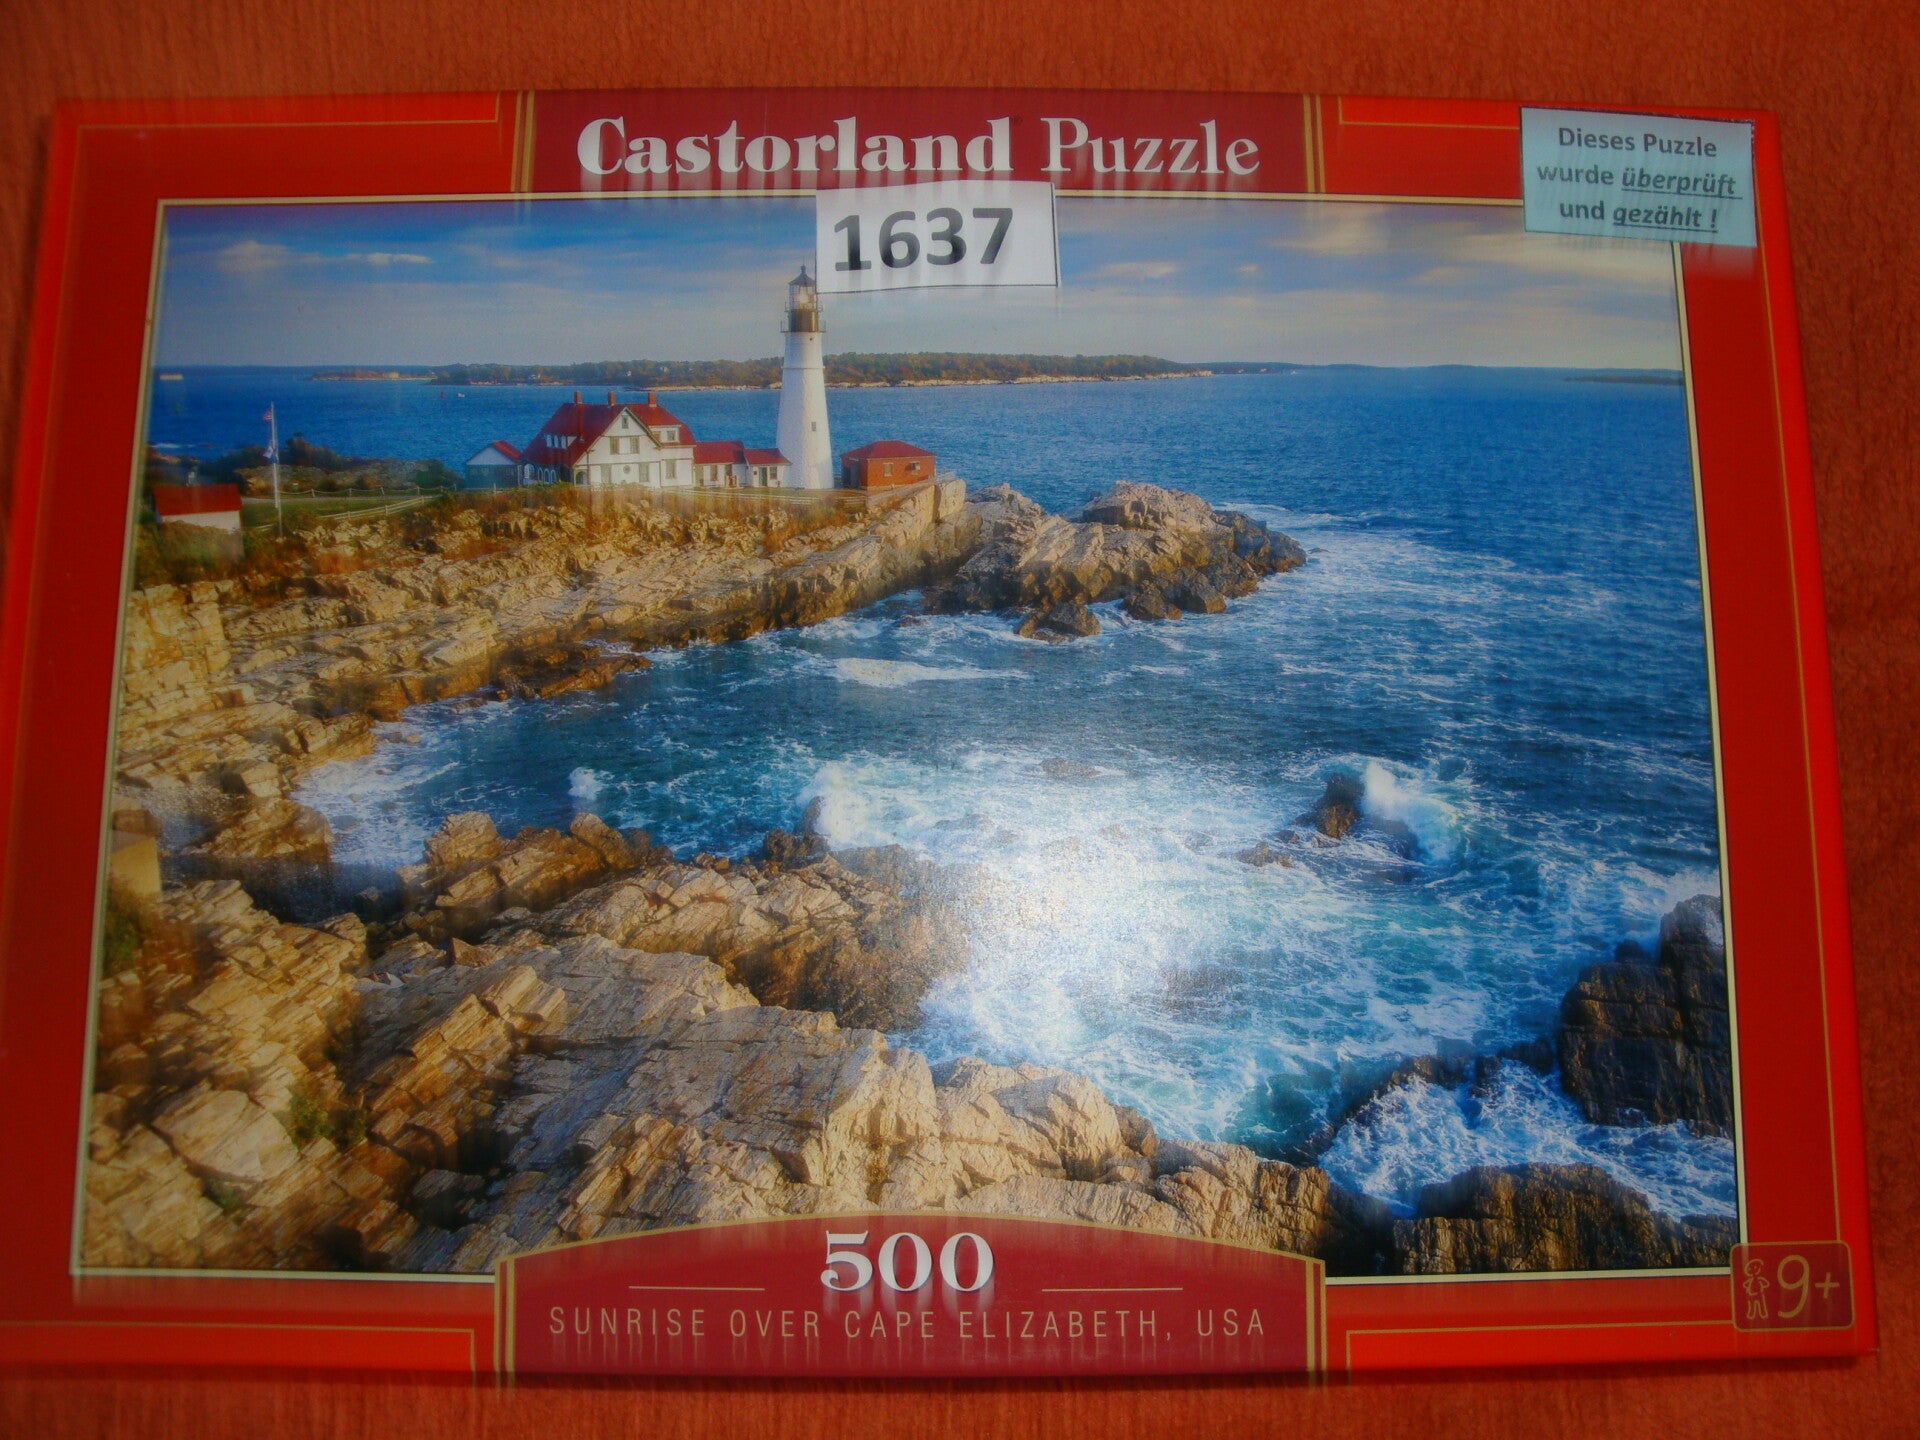 Castorland Puzzle
Dieses Puzzle
wurde überprüft
und gezählt !
1637
500
SUNRISE OVER CAPE ELIZABETH, USA
9+